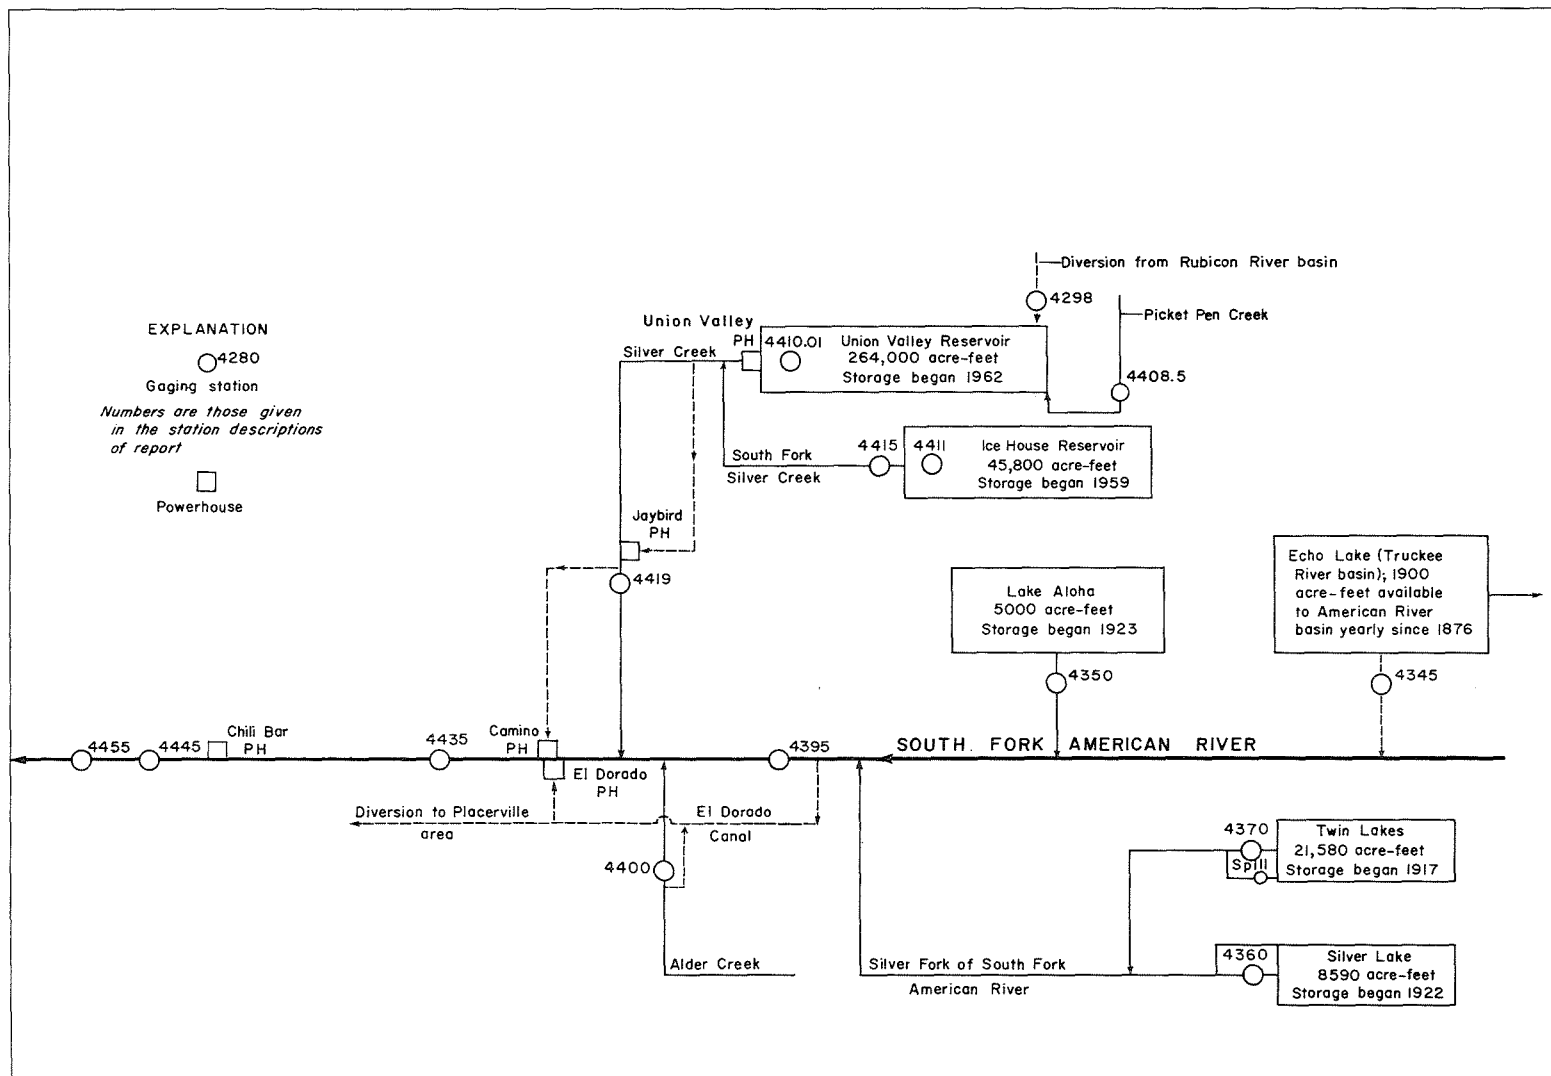 EXPLANATION
4280
Gaging station
Numbers are those given
in the station descriptions
of report
Powerhouse
Diversion from Rubicon River basin
4298
Picket Pen Creek
4408.5
Union Valley
PH
Silver Creek
4410.01
Union Valley Reservoir
264,000 acre-feet
Storage began 1962
4415
4411
Ice House Reservoir
45,800 acre-feet
Storage began 1959
South Fork
Silver Creek
Jaybird
PH
4419
Lake Aloha
5000 acre-feet
Storage began 1923
4350
Echo Lake (Truckee
River basin); 1900
acre-feet available
to American River
basin yearly since 1876
4345
4455
4445
Chili Bar
PH
4435
Camino
PH
El Dorado
PH
4395
SOUTH. FORK AMERICAN RIVER
Diversion to Placerville
area
El Dorado
Canal
4400
Alder Creek
Silver Fork of South Fork
American River
4370
Spill
Twin Lakes
21,580 acre-feet
Storage began 1917
4360
Silver Lake
8590 acre-feet
Storage began 1922